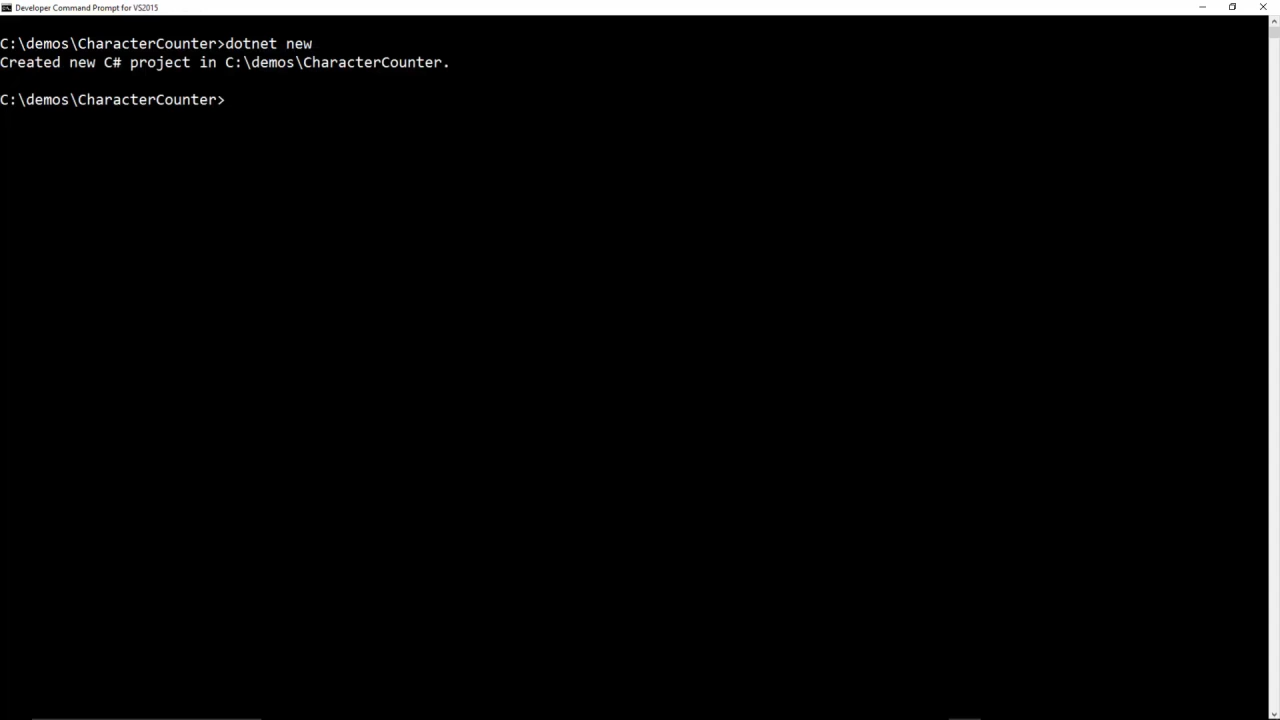 Developer Command Prompt for VS2015
C:\demos\CharacterCounter>dotnet new
Created new C# project in C:\demos\CharacterCounter.
C:\demos\CharacterCounter>